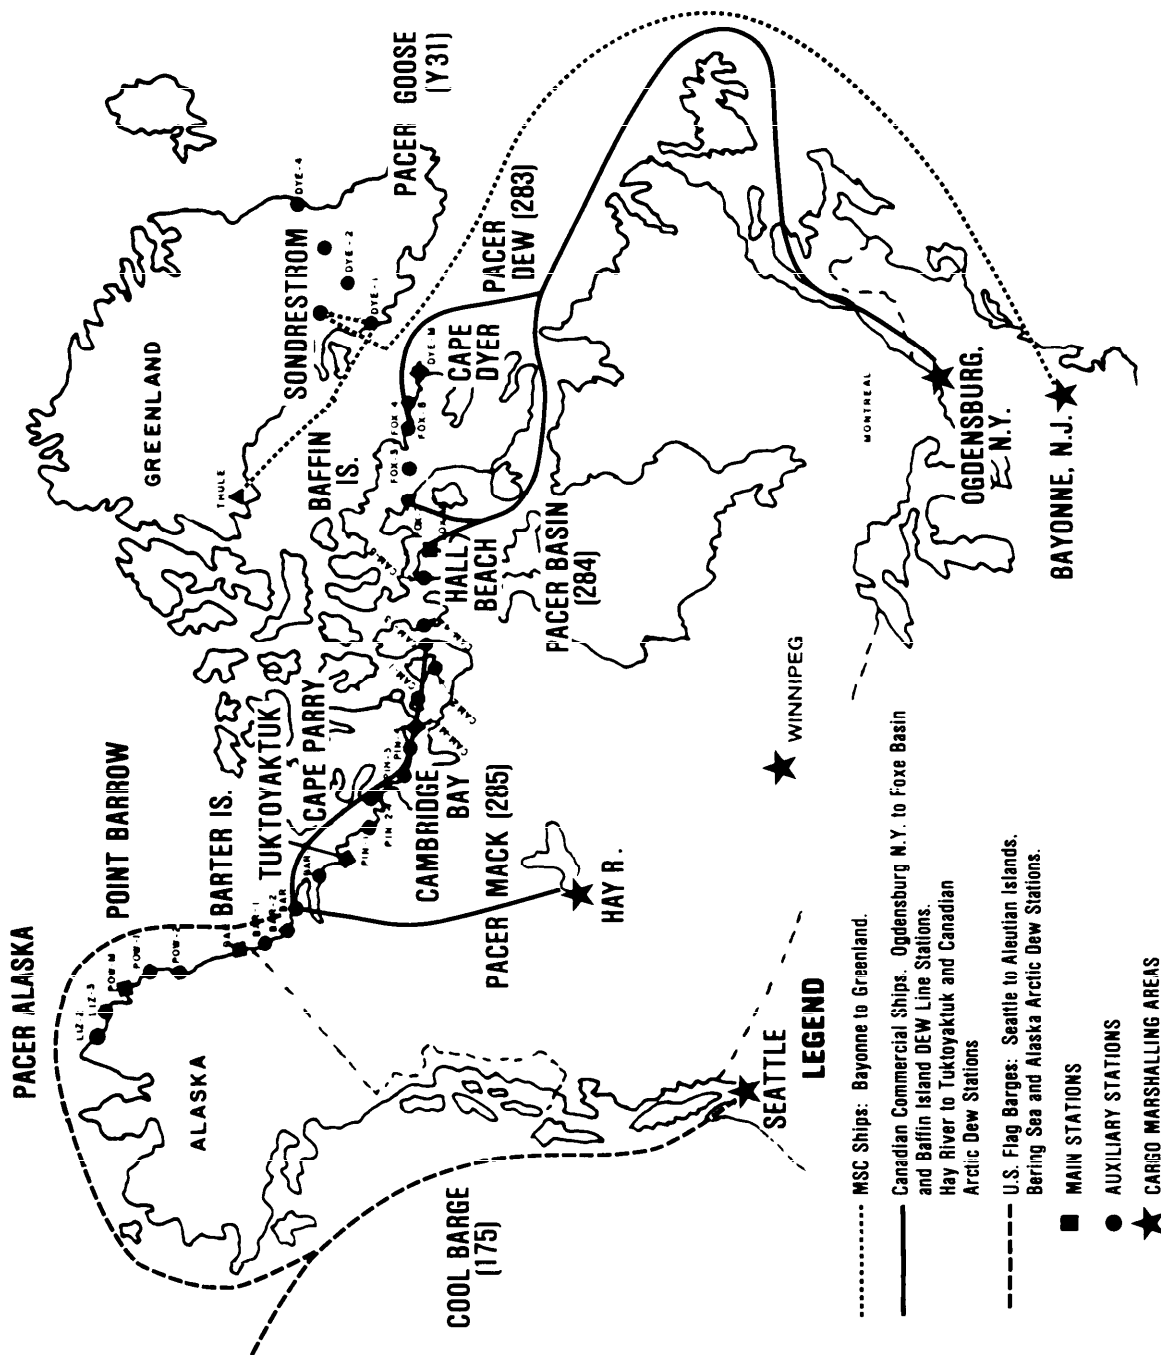 PACER ALASKA
POINT BARROW
BARTER IS.
TUKTOYAKTUK
CAPE PARRY
BAFFIN
IS.
GREENLAND
THULE
SONDRESTROM
PACER GOOSE
(Y31)
DYE-4
DYE-2
DYE-1
PACER
DEW (283)
DYE-M
CAPE
DYER
FOX-4
FOX-5
FOX-3
HALL
BEACH
PACER BASIN
(284)
CAMBRIDGE
BAY
PACER MACK (285)
HAY R.
LIZ-2
LIZ-3
POW-M
POW-1
POW-2
BAR-1
BAR-2
PIN-1
PIN 2
PIN-3
PIN-4
CAM-M
ALASKA
COOL BARGE
(175)
SEATTLE
WINNIPEG
MONTREAL
OGDENSBURG,
N.Y.
BAYONNE, N.J.
LEGEND
MSC Ships: Bayonne to Greenland.
Canadian Commercial Ships. Ogdensburg N.Y. to Foxe Basin
and Baffin Island DEW Line Stations.
Hay River to Tuktoyaktuk and Canadian
Arctic Dew Stations
U.S. Flag Barges: Seattle to Aleutian Islands.
Bering Sea and Alaska Arctic Dew Stations.
MAIN STATIONS
AUXILIARY STATIONS
CARGO MARSHALLING AREAS